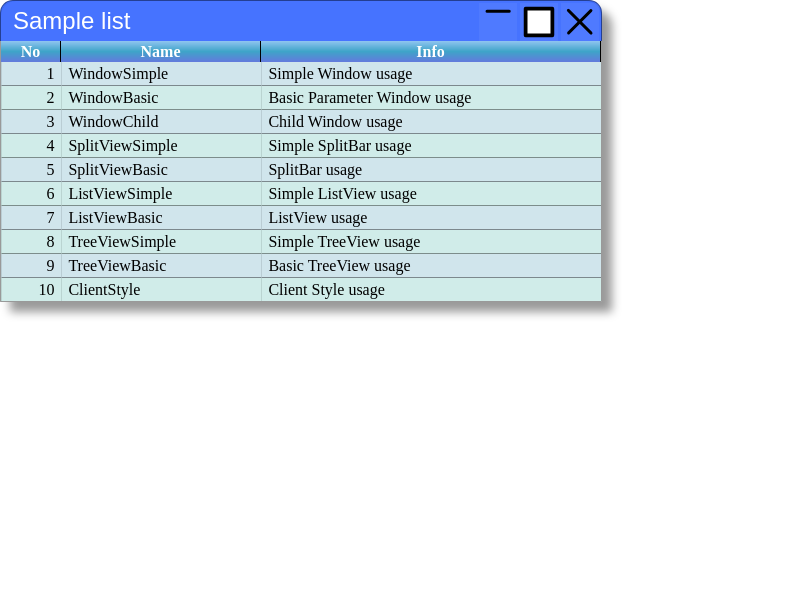 Sample list
No Name Info
1 WindowSimple Simple Window usage
2 WindowBasic Basic Parameter Window usage
3 WindowChild Child Window usage
4 SplitViewSimple Simple SplitBar usage
5 SplitViewBasic SplitBar usage
6 ListViewSimple Simple ListView usage
7 ListViewBasic ListView usage
8 TreeViewSimple Simple TreeView usage
9 TreeViewBasic Basic TreeView usage
10 ClientStyle Client Style usage